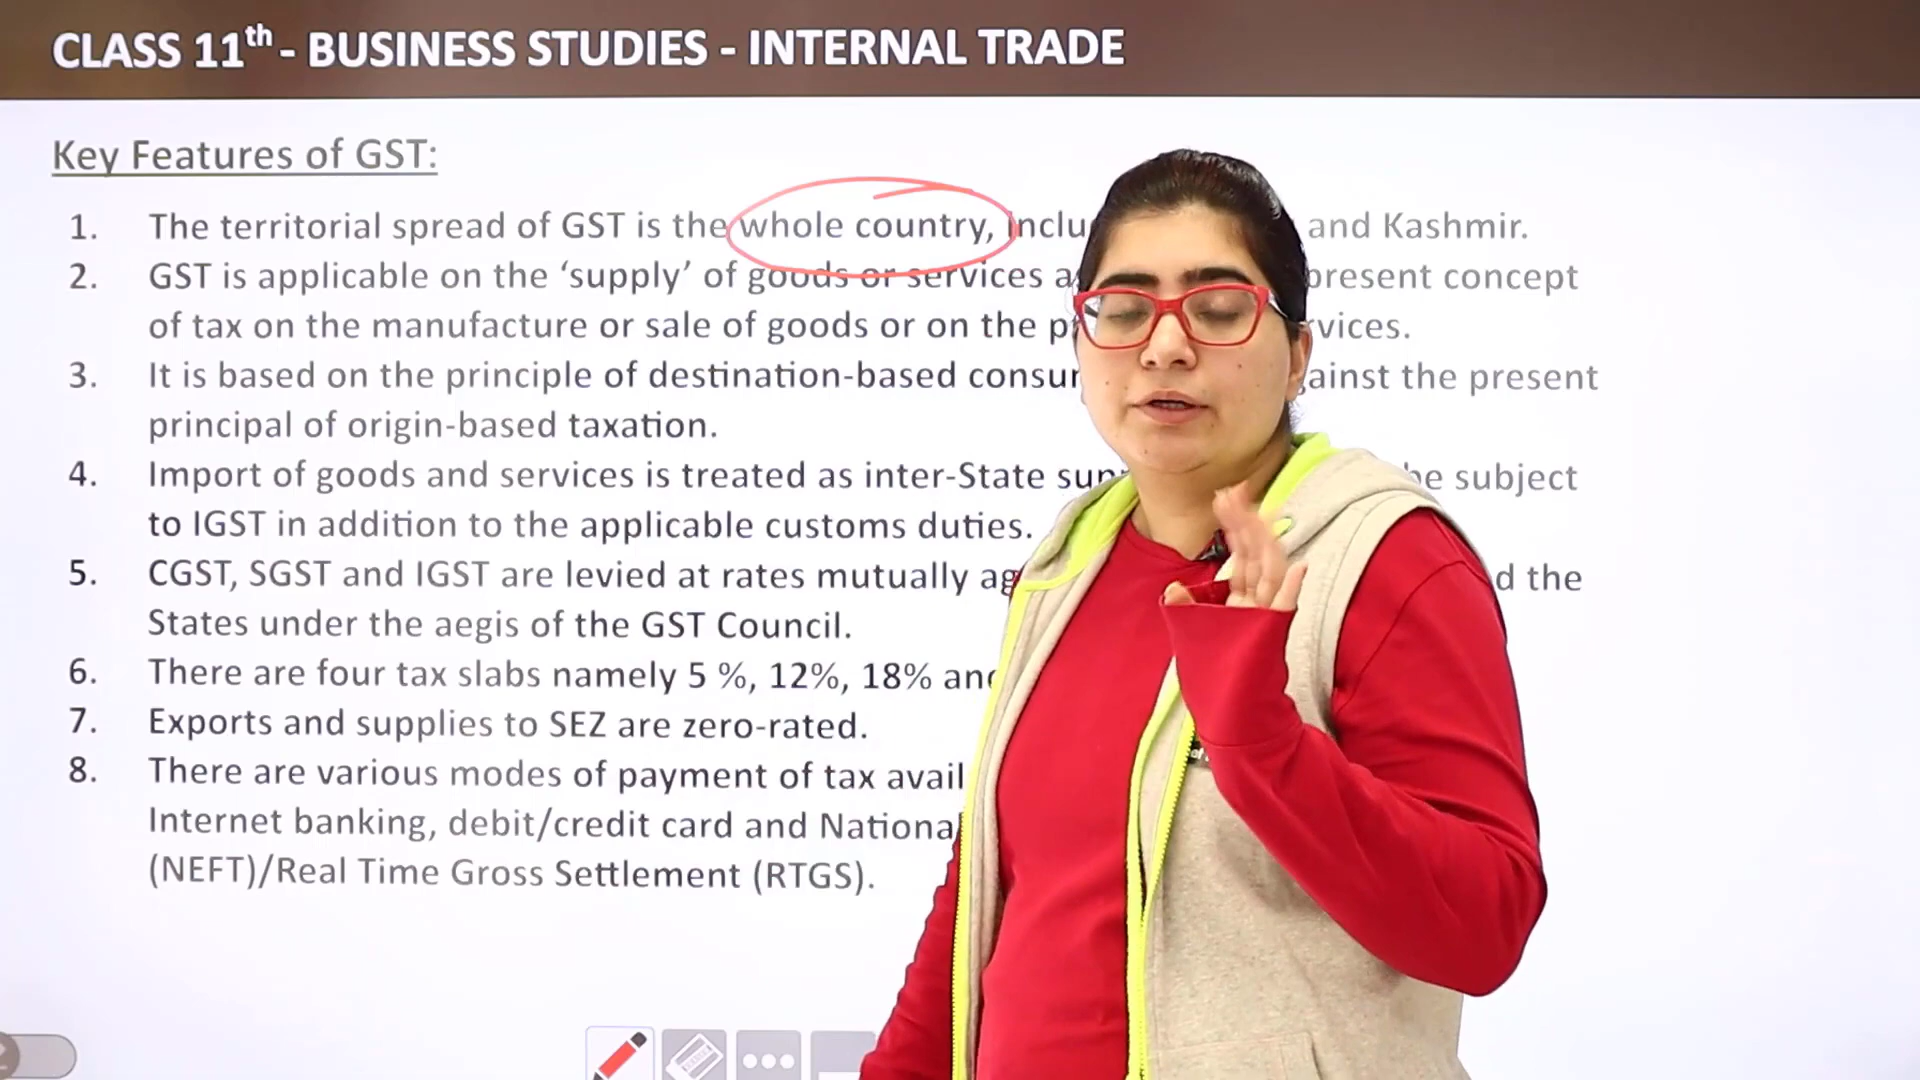 CLASS 11th - BUSINESS STUDIES - INTERNAL TRADE
Key Features of GST:
1. The territorial spread of GST is the whole country, and Kashmir.
2. GST is applicable on the ‘supply’ of goods or services present concept
of tax on the manufacture or sale of goods or on the
3. It is based on the principle of destination-based the present
principal of origin-based taxation.
4. Import of goods and services is treated as inter-State subject
to IGST in addition to the applicable customs duties.
5. CGST, SGST and IGST are levied at rates mutually the
States under the aegis of the GST Council.
6. There are four tax slabs namely 5 %, 12%, 18%
7. Exports and supplies to SEZ are zero-rated.
8. There are various modes of payment of tax
Internet banking, debit/credit card and National
(NEFT)/Real Time Gross Settlement (RTGS).